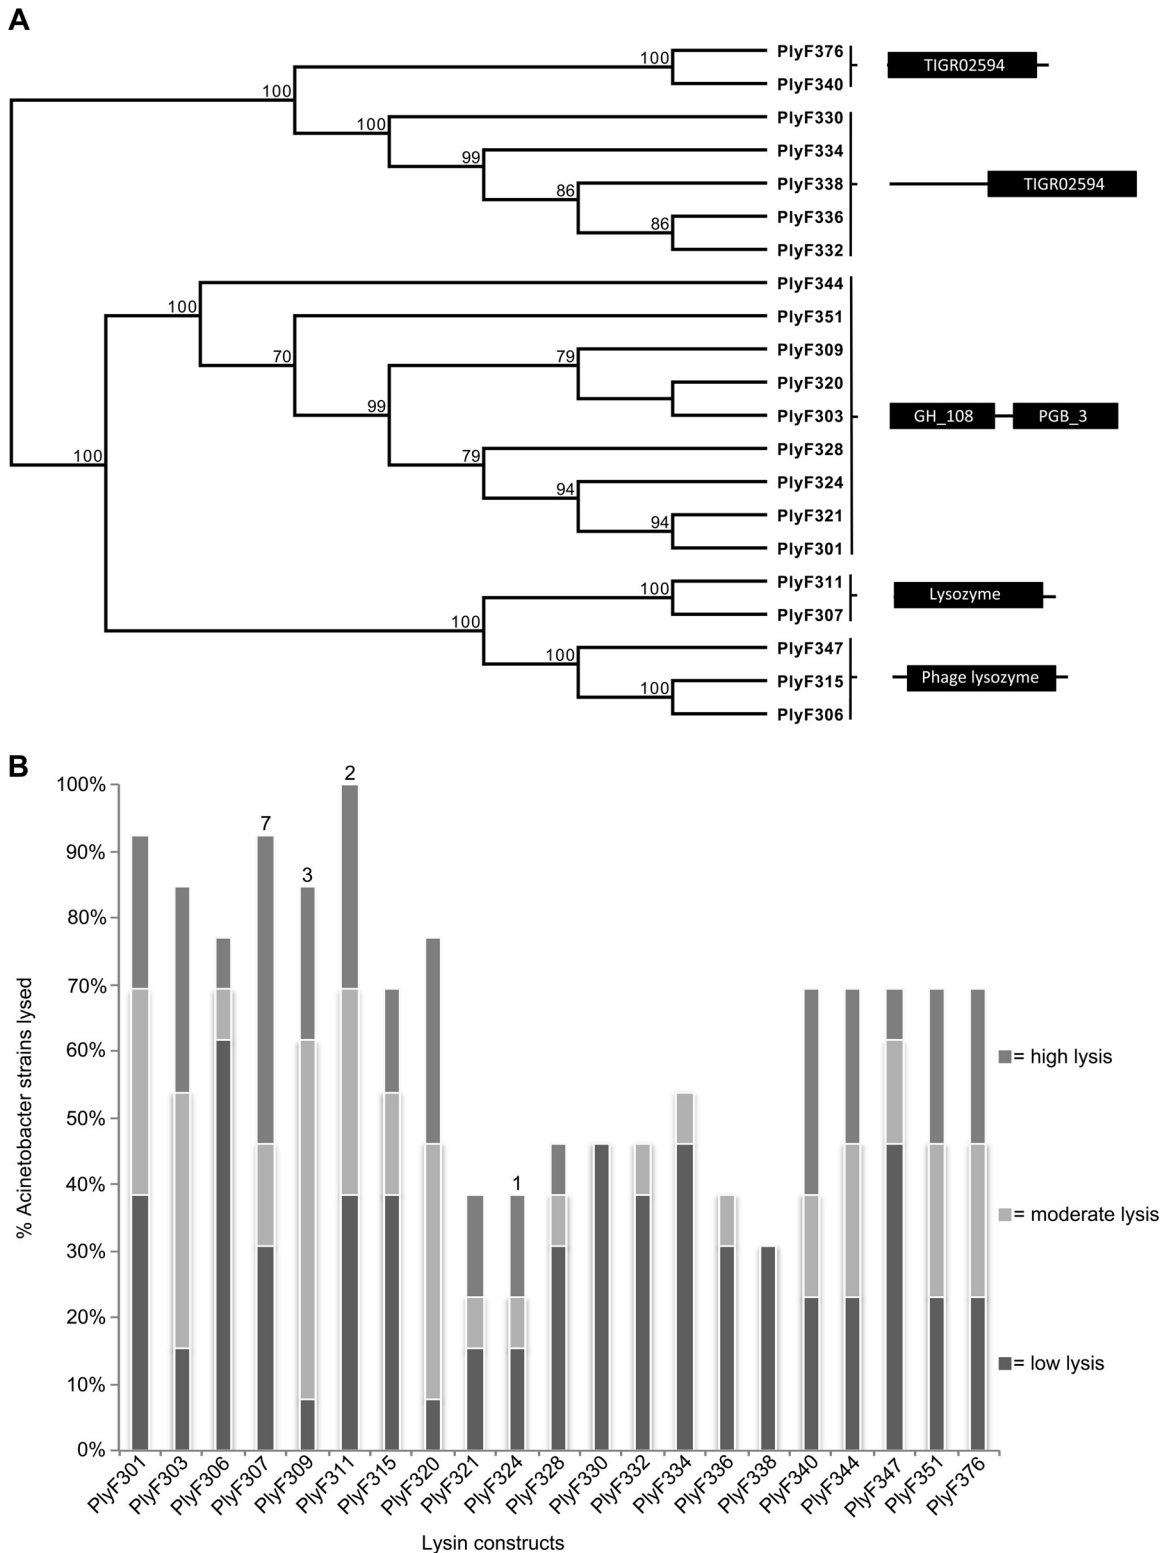 A
100
PlyF376
TIGR02594
PlyF340
100
100
PlyF330
99
PlyF334
86
PlyF338
TIGR02594
86
PlyF336
PlyF332
PlyF344
100
PlyF351
70
79
PlyF309
PlyF320
99
PlyF303
GH_108
PGB_3
100
79
PlyF328
94
PlyF324
94
PlyF321
PlyF301
100
PlyF311
Lysozyme
PlyF307
100
100
PlyF347
100
PlyF315
Phage lysozyme
PlyF306
B
% Acinetobacter strains lysed
100%
90%
80%
70%
60%
50%
40%
30%
20%
10%
0%
7
3
2
1
= high lysis
= moderate lysis
= low lysis
PlyF301
PlyF303
PlyF306
PlyF307
PlyF309
PlyF311
PlyF315
PlyF320
PlyF321
PlyF324
PlyF328
PlyF330
PlyF332
PlyF334
PlyF336
PlyF338
PlyF340
PlyF344
PlyF347
PlyF351
PlyF376
Lysin constructs